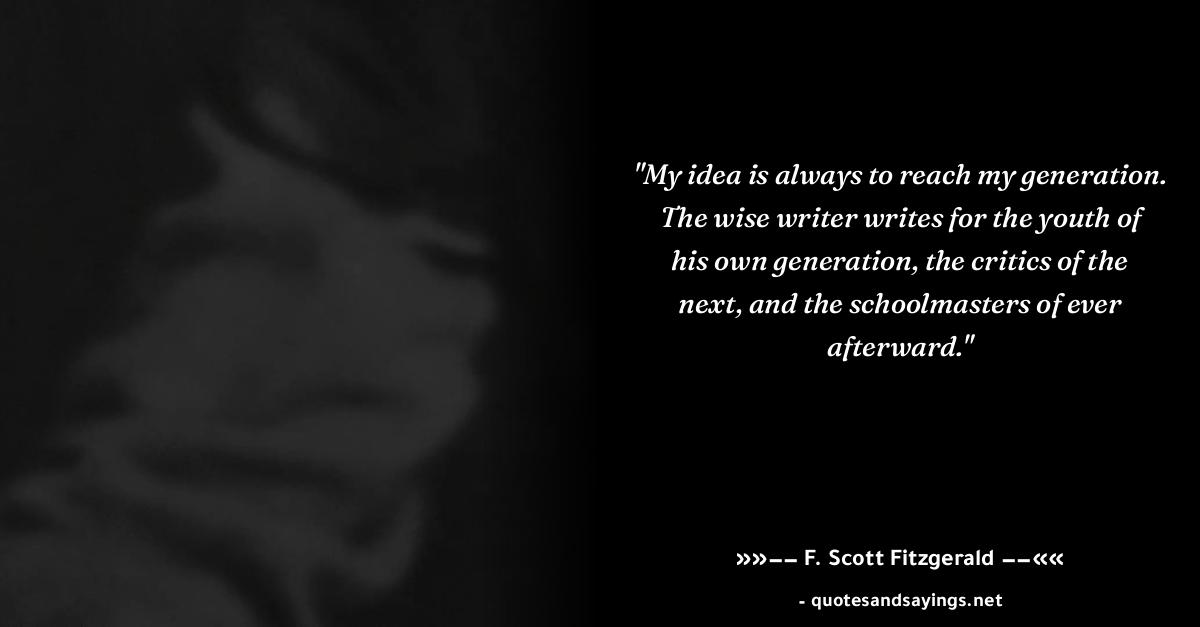 "My idea is always to reach my generation.
The wise writer writes for the youth of
his own generation, the critics of the
next, and the schoolmasters of ever
afterward."
»»−− F. Scott Fitzgerald −−««
- quotesandsayings.net